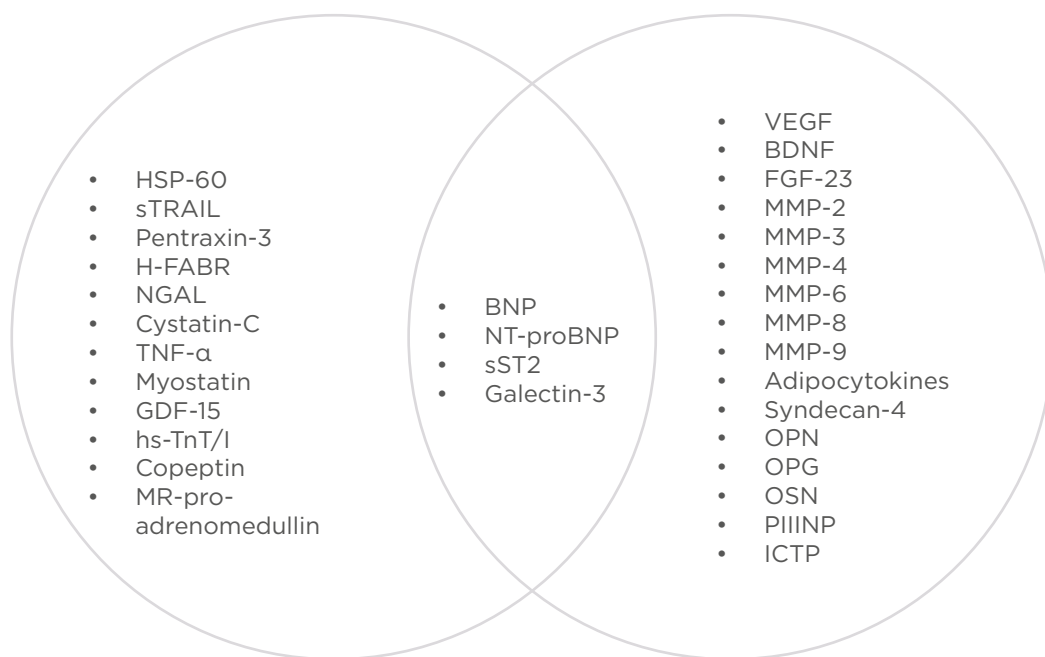 • HSP-60
• sTRAIL
• Pentraxin-3
• H-FABR
• NGAL
• Cystatin-C
• TNF-α
• Myostatin
• GDF-15
• hs-TnT/I
• Copeptin
• MR-pro-
adrenomedullin
• BNP
• NT-proBNP
• sST2
• Galectin-3
• VEGF
• BDNF
• FGF-23
• MMP-2
• MMP-3
• MMP-4
• MMP-6
• MMP-8
• MMP-9
• Adipocytokines
• Syndecan-4
• OPN
• OPG
• OSN
• PIIINP
• ICTP